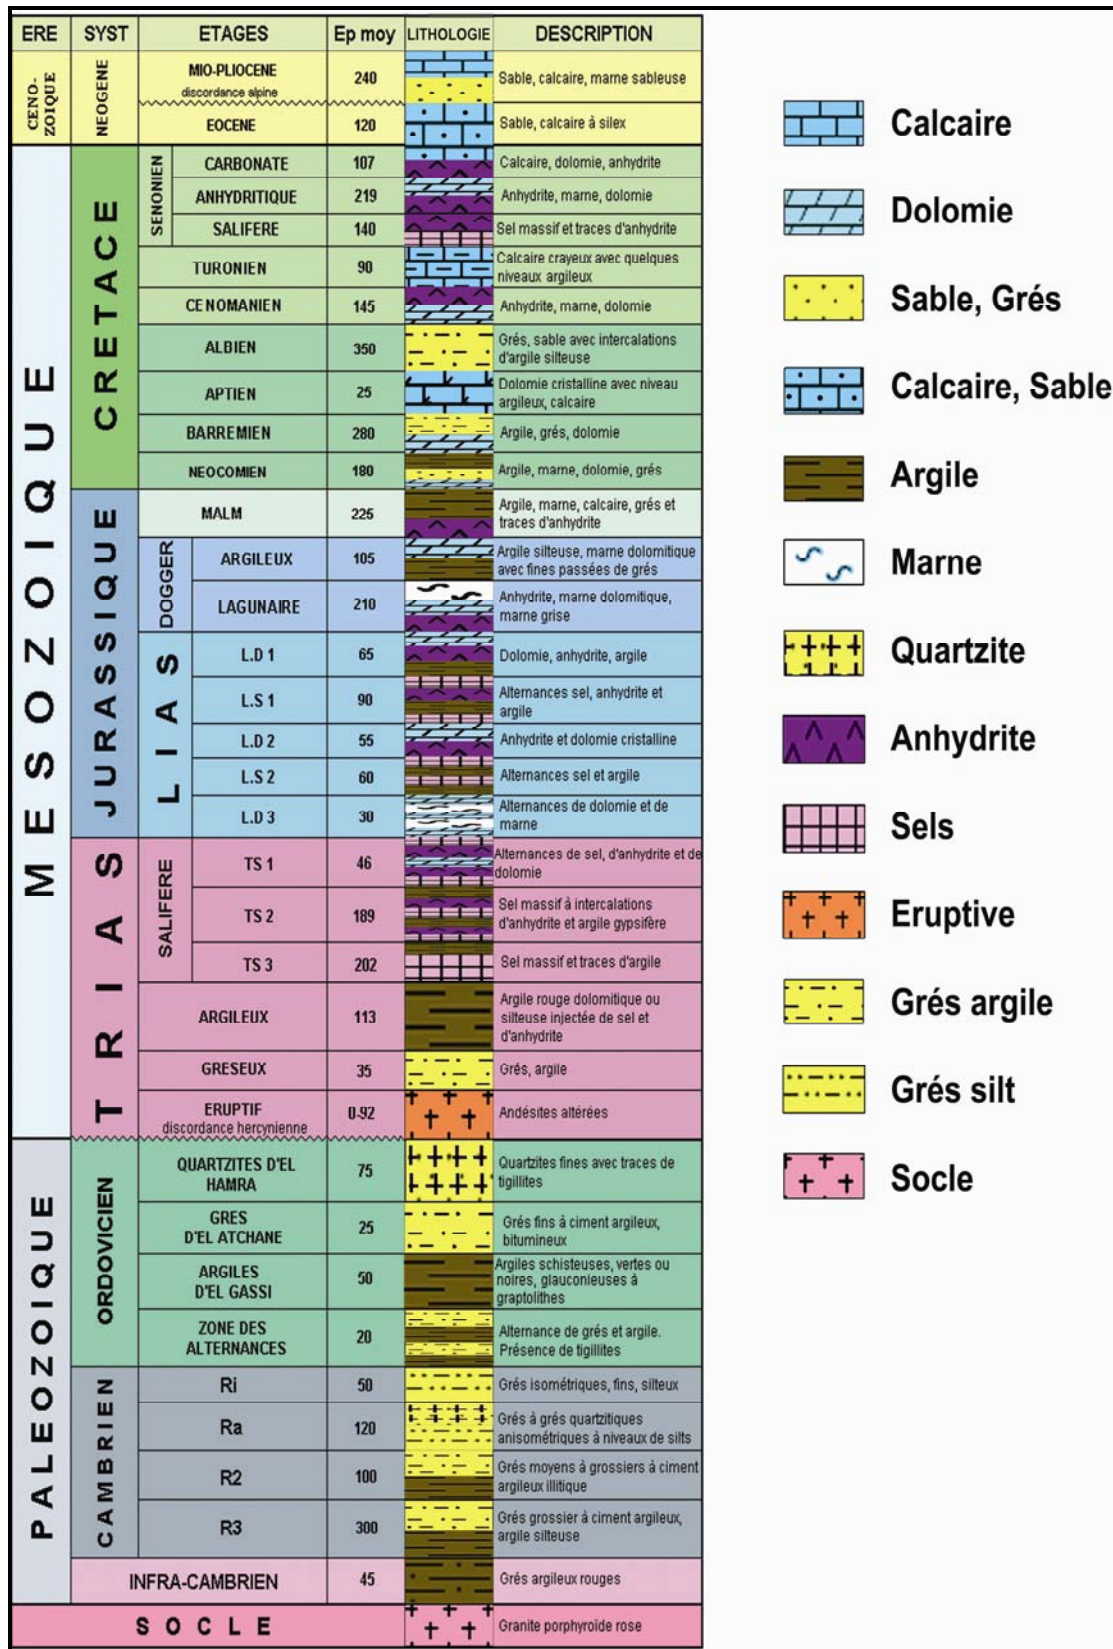 ERE SYST ETAGES Ep moy LITHOLOGIE DESCRIPTION
CENO-
ZOIQUE
NEOGENE
MIO-PLIOCENE
discordance alpine
240
Sable, calcaire, marne sableuse
EOCENE 120 Sable, calcaire à silex
MESOZOIQUE
CRETACE
SENONIEN
CARBONATE 107 Calcaire, dolomie, anhydrite
ANHYDRITIQUE 219 Anhydrite, marne, dolomie
SALIFERE 140 Sel massif et traces d'anhydrite
TURONIEN 90 Calcaire crayeux avec quelques
niveaux argileux
CENOMANIEN 145 Anhydrite, marne, dolomie
ALBIEN 350 Grés, sable avec intercalations
d'argile silteuse
APTIEN 25 Dolomie cristalline avec niveau
argileux, calcaire
BARREMIEN 280 Argile, grés, dolomie
NEOCOMIEN 180 Argile, marne, dolomie, grés
JURASSIQUE
MALM 225 Argile, marne, calcaire, grés et
traces d'anhydrite
DOGGER
ARGILEUX 105 Argile silteuse, marne dolomitique
avec fines passées de grés
LAGUNAIRE 210 Anhydrite, marne dolomitique,
marne grise
LIAS
L.D 1 65 Dolomie, anhydrite, argile
L.S 1 90 Alternances sel, anhydrite et
argile
L.D 2 55 Anhydrite et dolomie cristalline
L.S 2 60 Alternances sel et argile
L.D 3 30 Alternances de dolomie et de
marne
TRIAS
SALIFERE
TS 1 46 Alternances de sel, d'anhydrite et de
dolomie
TS 2 189 Sel massif à intercalations
d'anhydrite et argile gypsifère
TS 3 202 Sel massif et traces d'argile
ARGILEUX 113 Argile rouge dolomitique ou
silteuse injectée de sel et
d'anhydrite
GRESEUX 35 Grés, argile
ERUPTIF
discordance hercynienne
0-92 Andésites altérées
PALEOZOIQUE
ORDOVICIEN
QUARTZITES D'EL
HAMRA
75 Quartzites fines avec traces de
tigillites
GRES
D'EL ATCHANE
25 Grés fins à ciment argileux,
bitumineux
ARGILES
D'EL GASSI
50 Argiles schisteuses, vertes ou
noires, glauconieuses à
graptolithes
ZONE DES
ALTERNANCES
20 Alternance de grés et argile.
Présence de tigillites
CAMBRIEN
Ri 50 Grés isométriques, fins, silteux
Ra 120 Grés à grés quartzitiques
anisométriques à niveaux de silts
R2 100 Grés moyens à grossiers à ciment
argileux illitique
R3 300 Grés grossier à ciment argileux,
argile silteuse
INFRA-CAMBRIEN 45 Grés argileux rouges
SOCLE Granite porphyroïde rose
Calcaire
Dolomie
Sable, Grés
Calcaire, Sable
Argile
Marne
Quartzite
Anhydrite
Sels
Eruptive
Grés argile
Grés silt
Socle